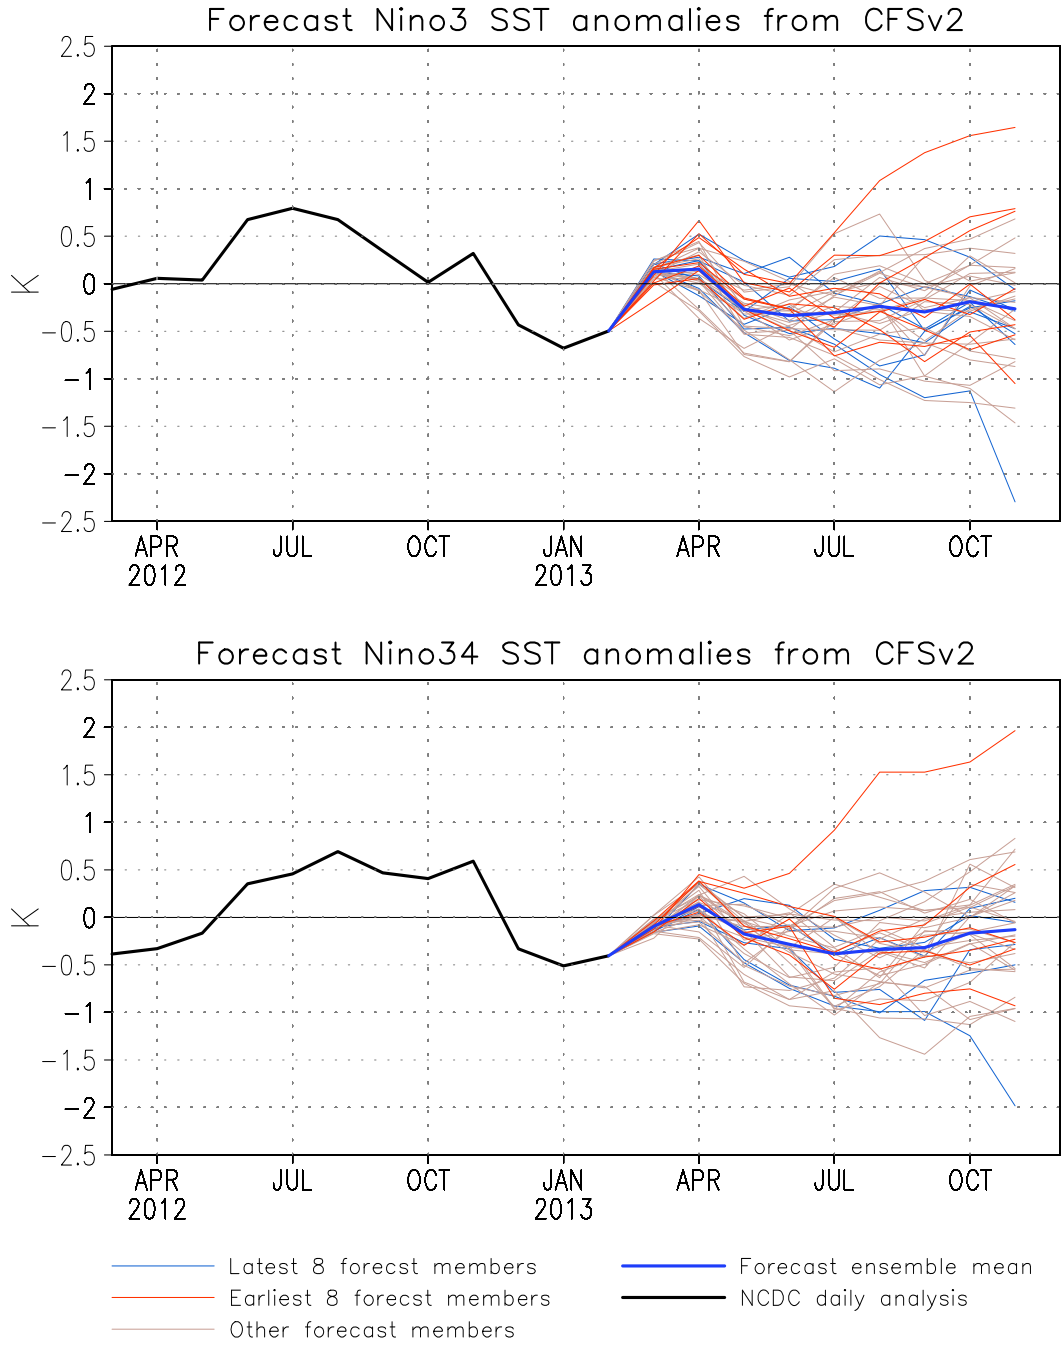 Forecast Nino3 SST anomalies from CFSv2
2.5
2
1.5
1
0.5
0
-0.5
-1
-1.5
-2
-2.5
K
APR JUL OCT JAN APR JUL OCT
2012 2013
Forecast Nino34 SST anomalies from CFSv2
2.5
2
1.5
1
0.5
0
-0.5
-1
-1.5
-2
-2.5
K
APR JUL OCT JAN APR JUL OCT
2012 2013
Latest 8 forecst members Forecast ensemble mean
Earliest 8 forecst members NCDC daily analysis
Other forecast members